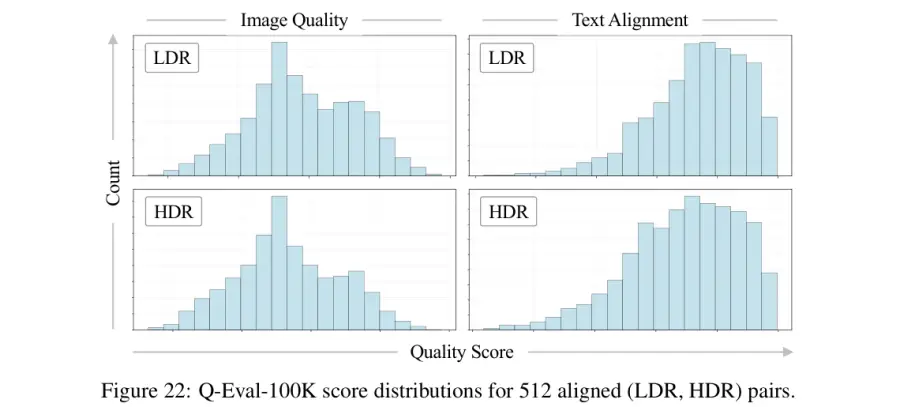 Image Quality
Text Alignment
LDR
LDR
Count
HDR
HDR
Quality Score
Figure 22: Q-Eval-100K score distributions for 512 aligned (LDR, HDR) pairs.